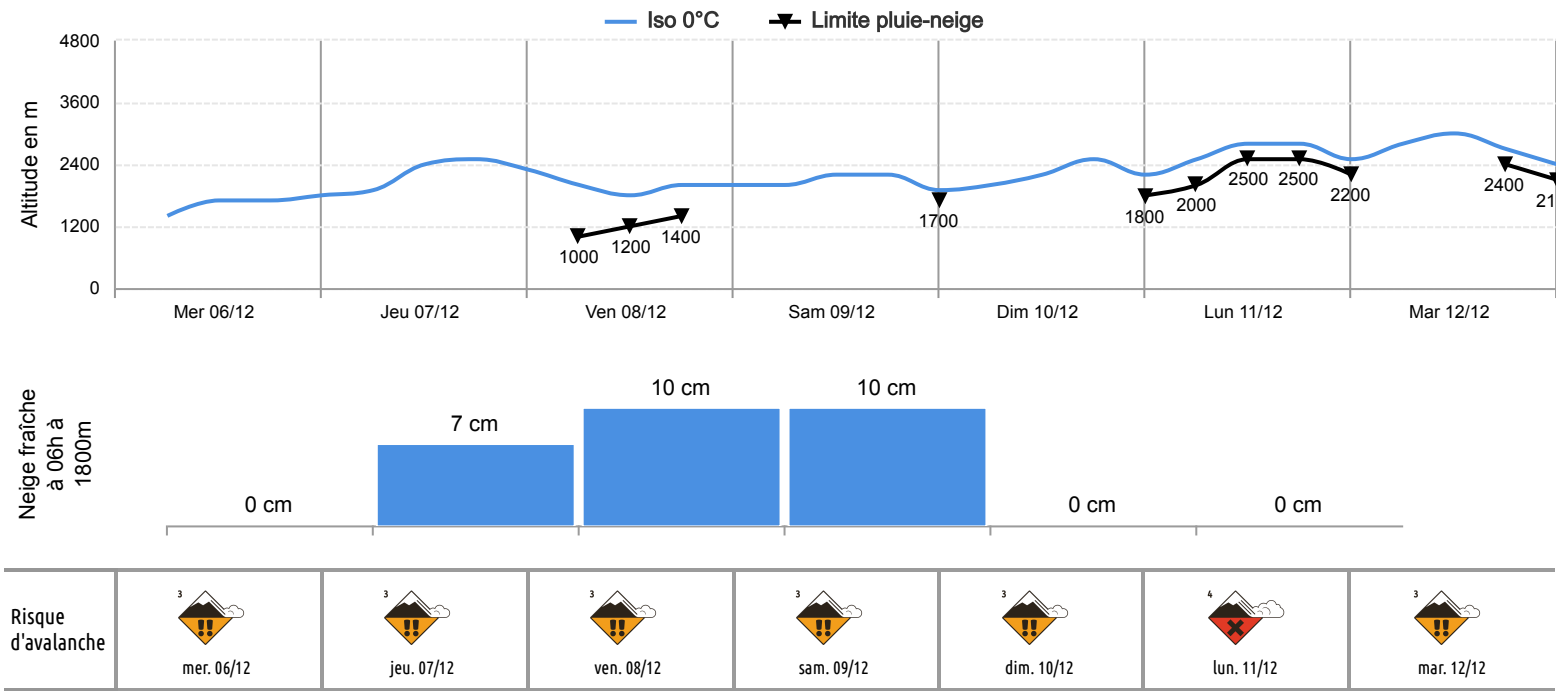 Iso 0°C Limite pluie-neige
Altitude en m
4800
3600
2400
1200
0
1000 1200 1400 1700 1800 2000 2500 2500 2200 2400 21
Mer 06/12 Jeu 07/12 Ven 08/12 Sam 09/12 Dim 10/12 Lun 11/12 Mar 12/12
Neige fraîche
à 06h à
1800m
0 cm 7 cm 10 cm 10 cm 0 cm 0 cm
Risque
d'avalanche
3 3 3 3 3 4 3
mer. 06/12 jeu. 07/12 ven. 08/12 sam. 09/12 dim. 10/12 lun. 11/12 mar. 12/12